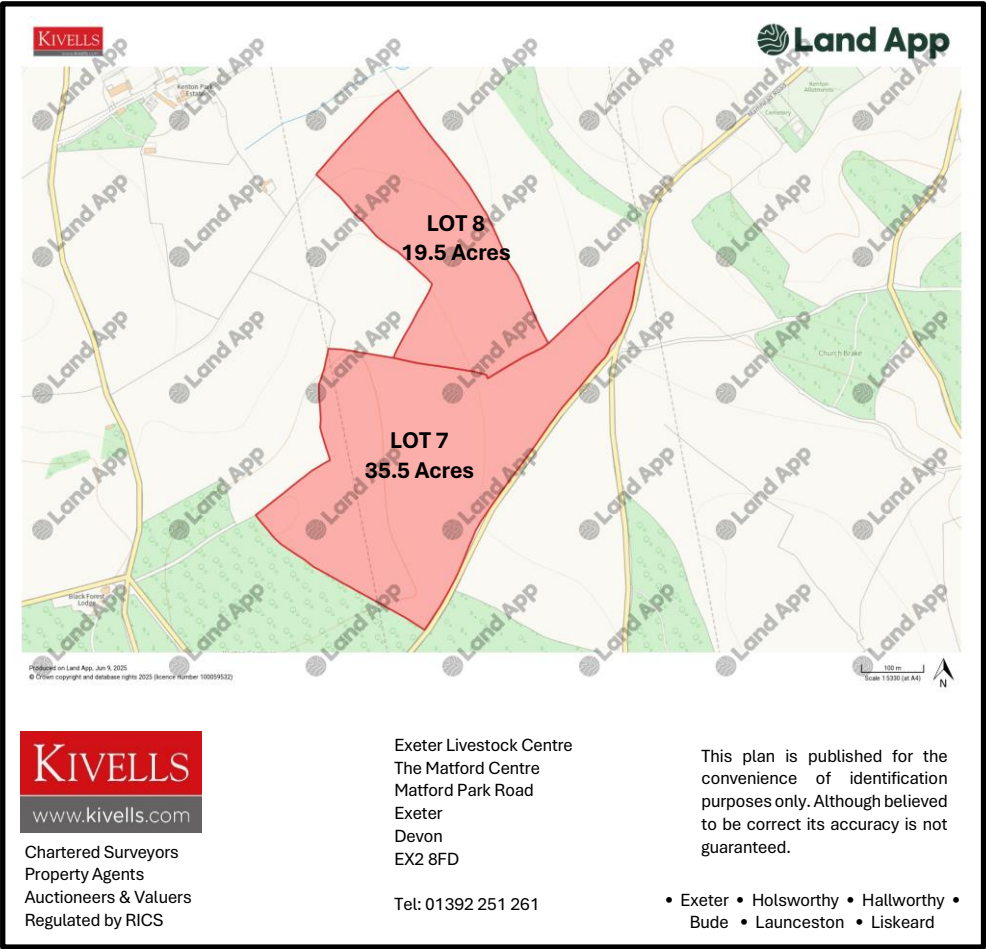 KIVELLS
www.kivells.com
Land App
Kenton Park
Estate
Kenton
Allotments
Cemetery
LOT 8
19.5 Acres
Church Brake
LOT 7
35.5 Acres
Black Forest
Lodge
Produced on Land App, Jun 9, 2025.
© Crown copyright and database rights 2025 (licence number 100059532)
100 m
Scale 1:5330 (at A4)
N
KIVELLS
www.kivells.com
Chartered Surveyors
Property Agents
Auctioneers & Valuers
Regulated by RICS
Exeter Livestock Centre
The Matford Centre
Matford Park Road
Exeter
Devon
EX2 8FD
Tel: 01392 251 261
This plan is published for the
convenience of identification
purposes only. Although believed
to be correct its accuracy is not
guaranteed.
• Exeter • Holsworthy • Hallworthy •
Bude • Launceston • Liskeard